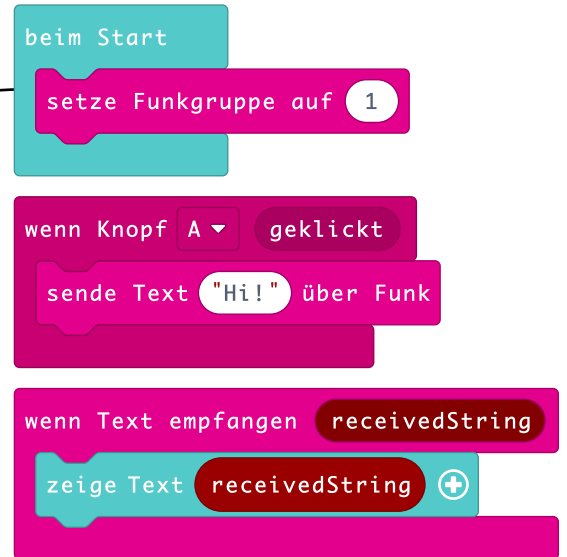 beim Start
setze Funkgruppe auf 1
wenn Knopf A geklickt
sende Text "Hi!" über Funk
wenn Text empfangen receivedString
zeige Text receivedString